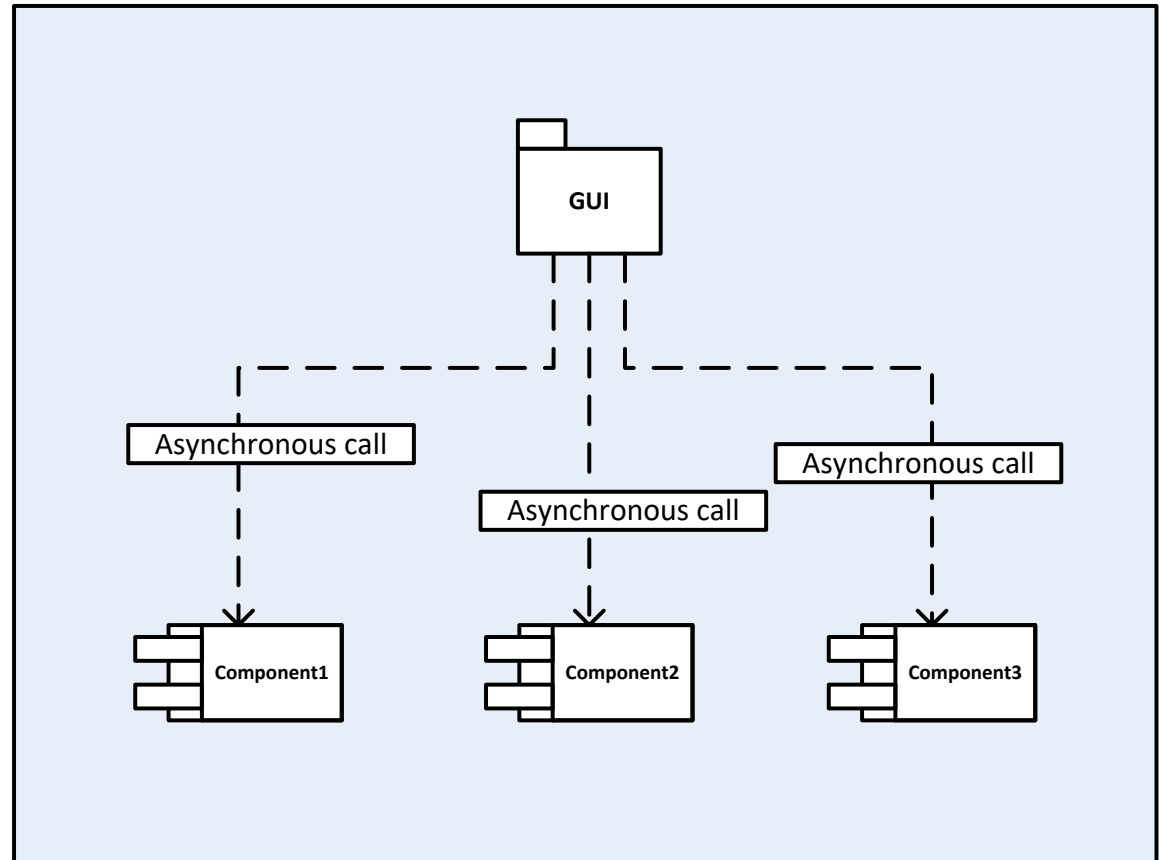 GUI
Asynchronous call
Asynchronous call
Asynchronous call
Component1
Component2
Component3